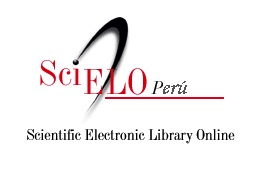 SciELO Perú
Scientific Electronic Library Online